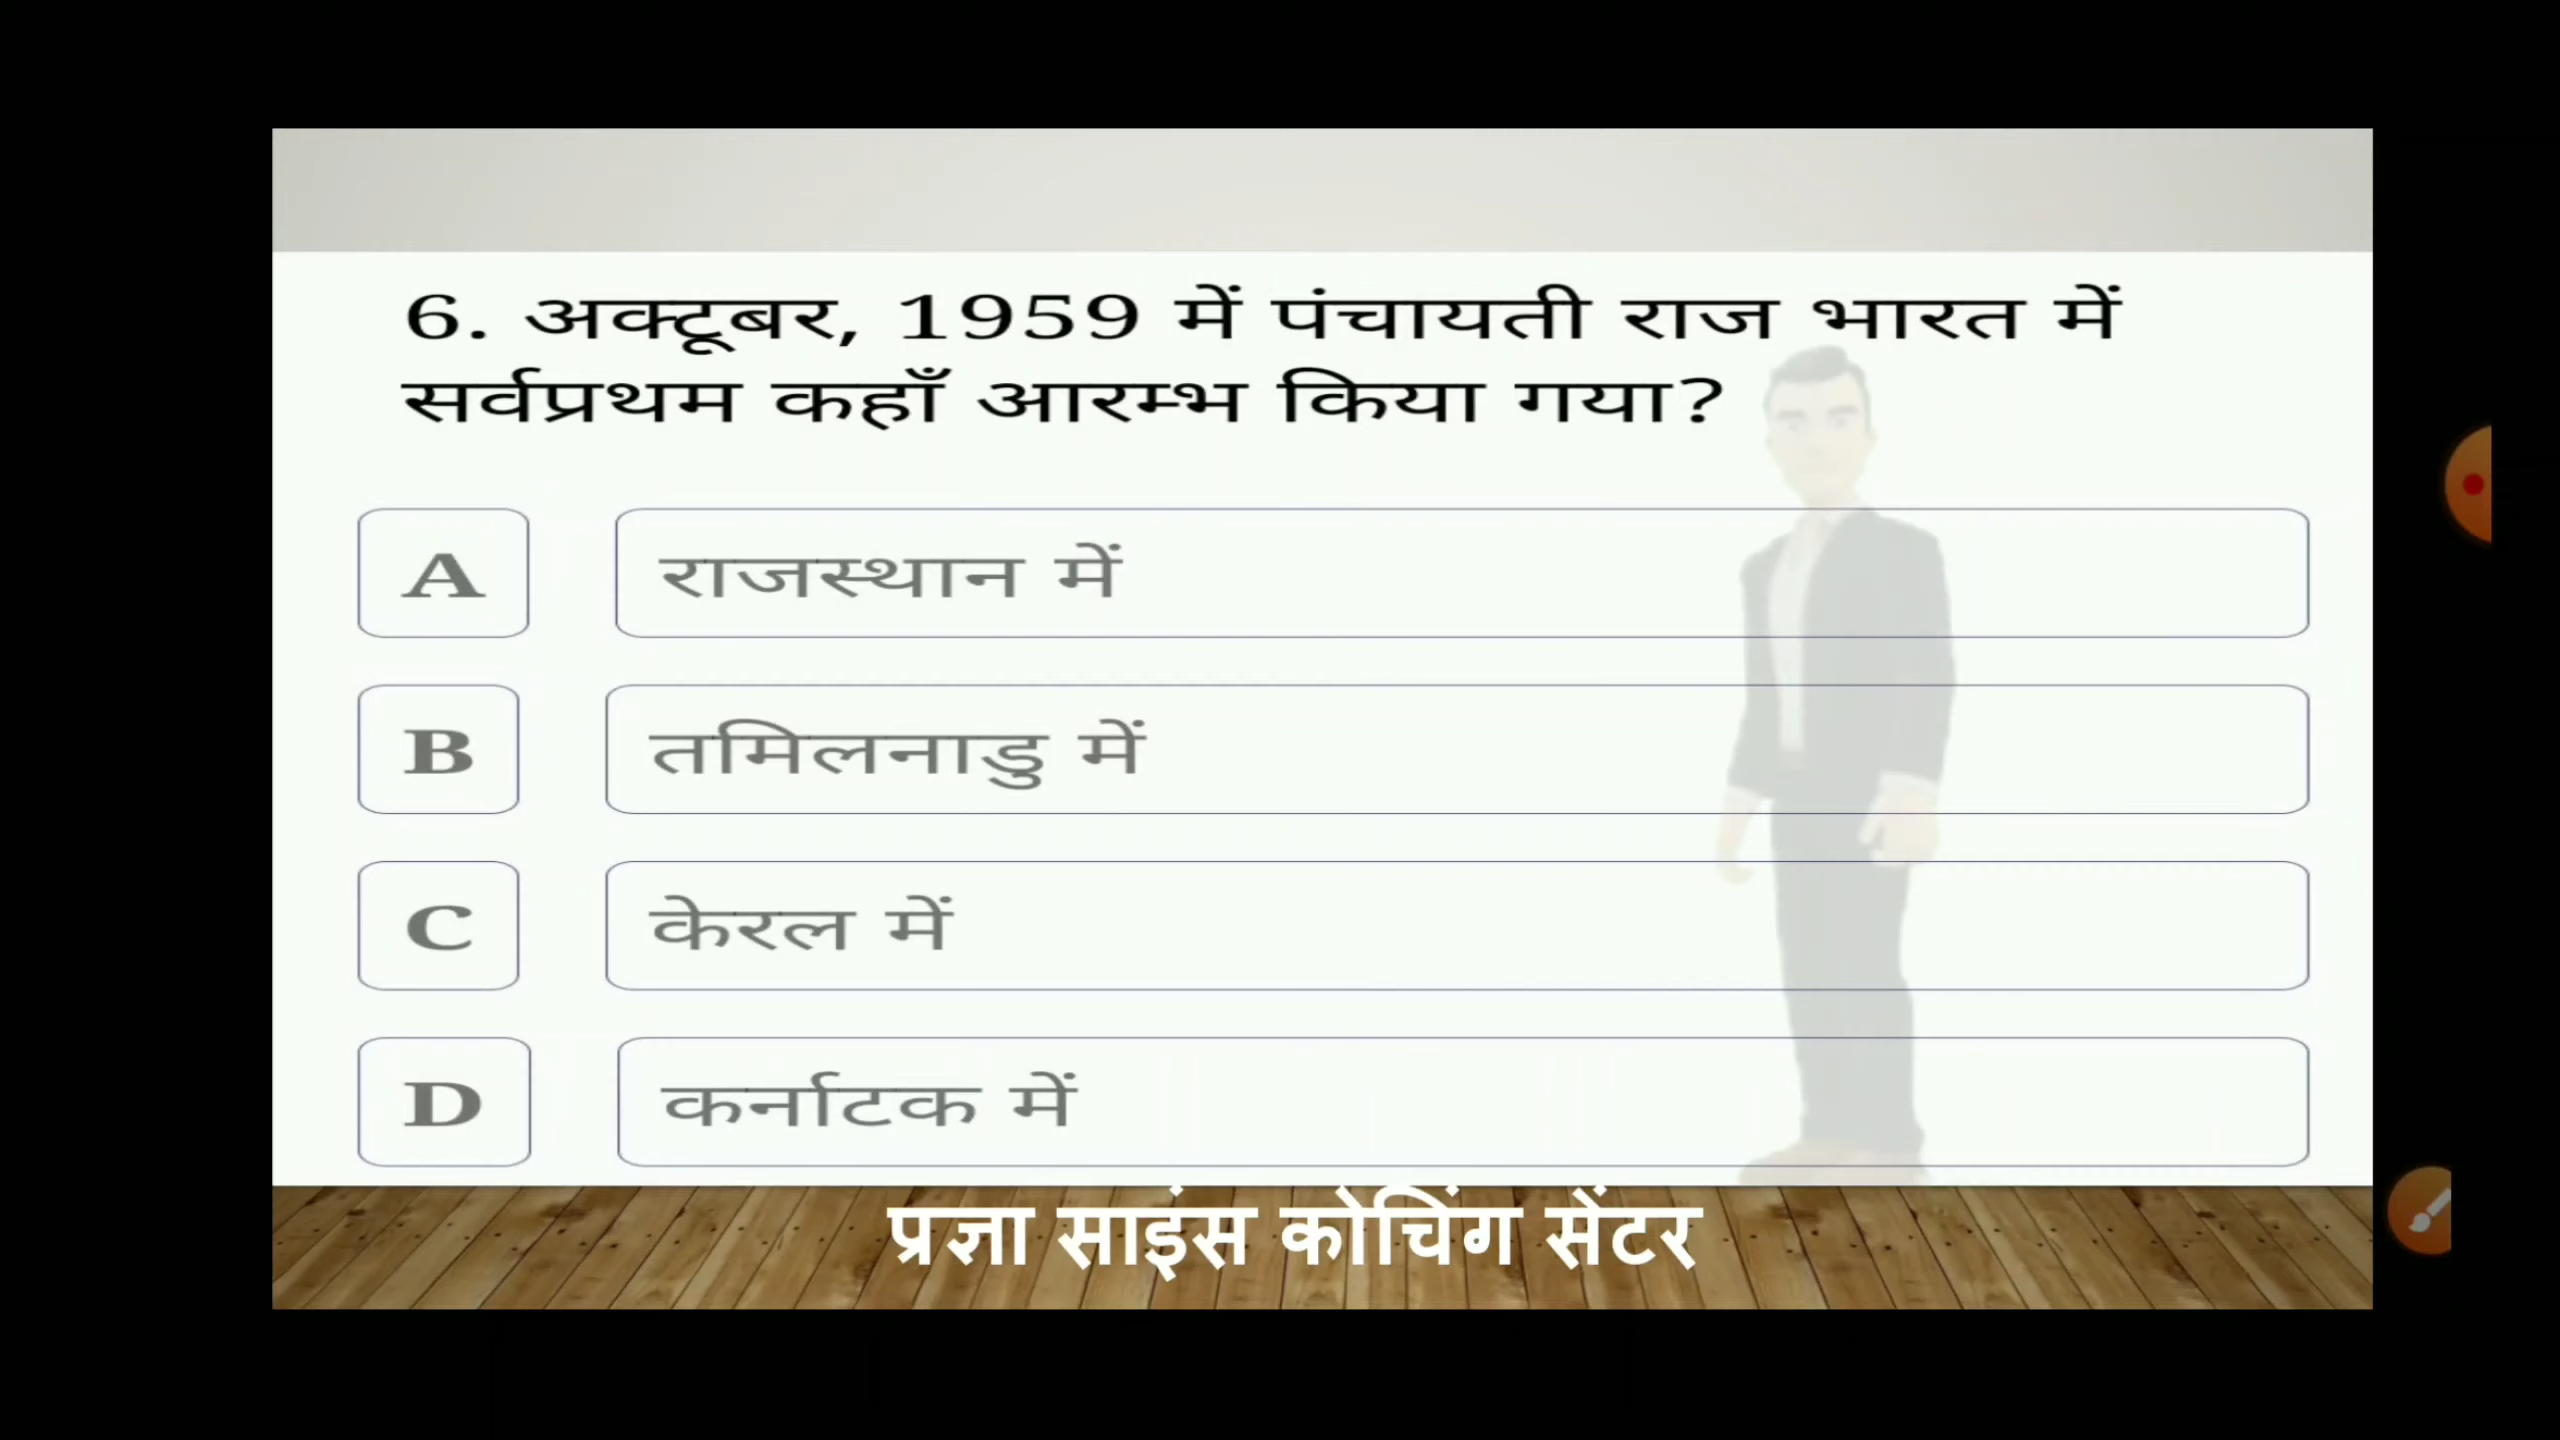 6. अक्टूबर, 1959 में पंचायती राज भारत में
सर्वप्रथम कहाँ आरम्भ किया गया?
A राजस्थान में
B तमिलनाडु में
C केरल में
D कर्नाटक में
प्रज्ञा साइंस कोचिंग सेंटर